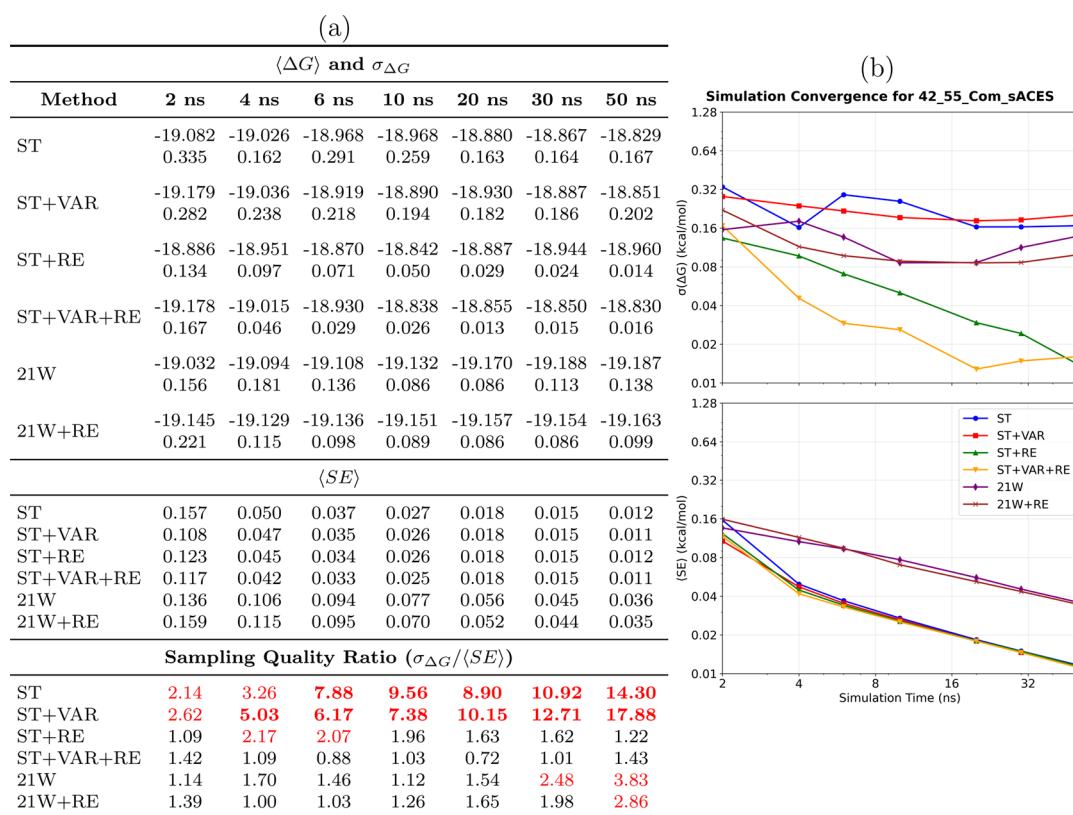 (a)
⟨ΔG⟩ and σΔG
Method 2 ns 4 ns 6 ns 10 ns 20 ns 30 ns 50 ns
ST -19.082 -19.026 -18.968 -18.968 -18.880 -18.867 -18.829
0.335 0.162 0.291 0.259 0.163 0.164 0.167
ST+VAR -19.179 -19.036 -18.919 -18.890 -18.930 -18.887 -18.851
0.282 0.238 0.218 0.194 0.182 0.186 0.202
ST+RE -18.886 -18.951 -18.870 -18.842 -18.887 -18.944 -18.960
0.134 0.097 0.071 0.050 0.029 0.024 0.014
ST+VAR+RE -19.178 -19.015 -18.930 -18.838 -18.855 -18.850 -18.830
0.167 0.046 0.029 0.026 0.013 0.015 0.016
21W -19.032 -19.094 -19.108 -19.132 -19.170 -19.188 -19.187
0.156 0.181 0.136 0.086 0.086 0.113 0.138
21W+RE -19.145 -19.129 -19.136 -19.151 -19.157 -19.154 -19.163
0.221 0.115 0.098 0.089 0.086 0.086 0.099
⟨SE⟩
ST 0.157 0.050 0.037 0.027 0.018 0.015 0.012
ST+VAR 0.108 0.047 0.035 0.026 0.018 0.015 0.011
ST+RE 0.123 0.045 0.034 0.026 0.018 0.015 0.012
ST+VAR+RE 0.117 0.042 0.033 0.025 0.018 0.015 0.011
21W 0.136 0.106 0.094 0.077 0.056 0.045 0.036
21W+RE 0.159 0.115 0.095 0.070 0.052 0.044 0.035
Sampling Quality Ratio (σΔG/⟨SE⟩)
ST 2.14 3.26 7.88 9.56 8.90 10.92 14.30
ST+VAR 2.62 5.03 6.17 7.38 10.15 12.71 17.88
ST+RE 1.09 2.17 2.07 1.96 1.63 1.62 1.22
ST+VAR+RE 1.42 1.09 0.88 1.03 0.72 1.01 1.43
21W 1.14 1.70 1.46 1.12 1.54 2.48 3.83
21W+RE 1.39 1.00 1.03 1.26 1.65 1.98 2.86
(b)
Simulation Convergence for 42_55_Com_sACES
σ(ΔG) (kcal/mol)
1.28
0.64
0.32
0.16
0.08
0.04
0.02
0.01
⟨SE⟩ (kcal/mol)
1.28
0.64
0.32
0.16
0.08
0.04
0.02
0.01
ST
ST+VAR
ST+RE
ST+VAR+RE
21W
21W+RE
2 4 8 16 32
Simulation Time (ns)